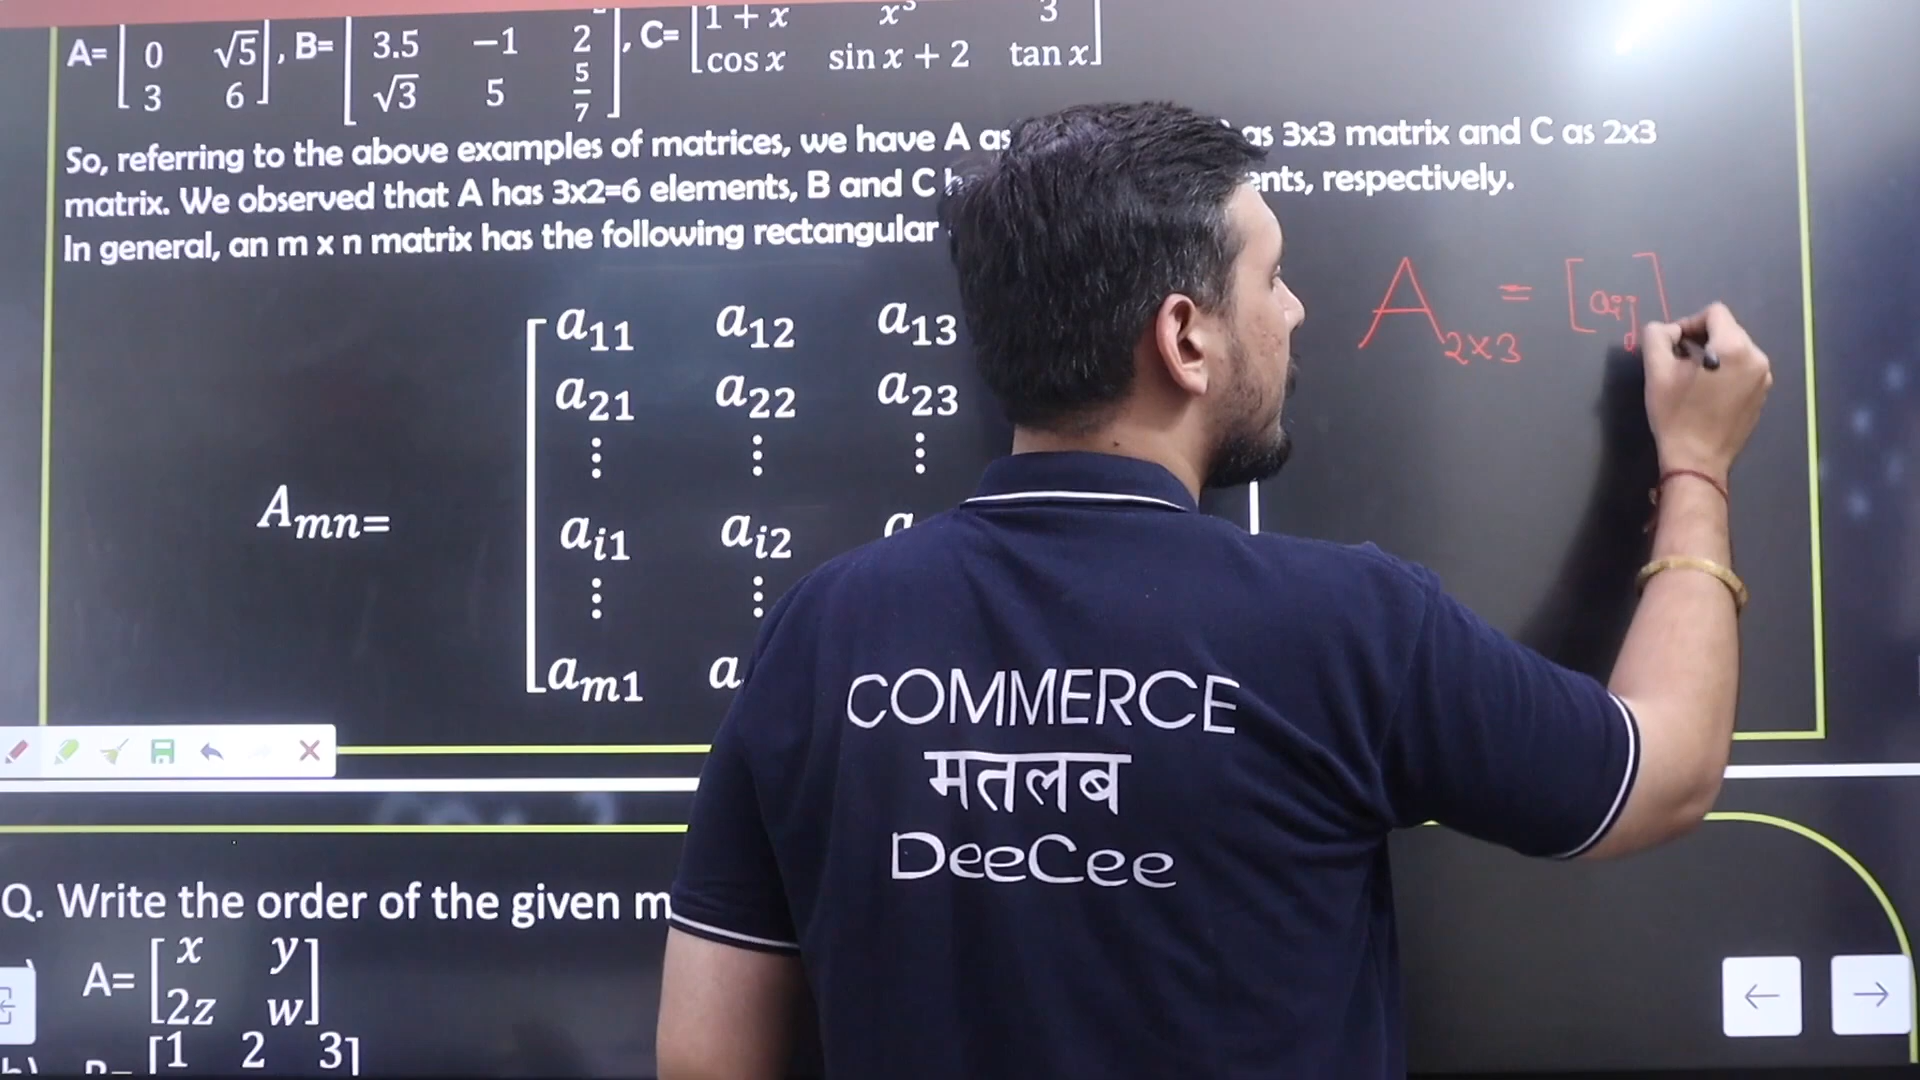 A= [ 0 √5 3 6 ], B= [ 3.5 −1 2 √3 5 5/7 ], C= [ 1 + x x³ 3 cos x sin x + 2 tan x ]
So, referring to the above examples of matrices, we have A as as 3x3 matrix and C as 2x3
matrix. We observed that A has 3x2=6 elements, B and C respectively.
In general, an m x n matrix has the following rectangular
A₂ₓ₃ = [aij]
a11 a12 a13
a21 a22 a23
⋮ ⋮ ⋮
Amn= ai1 ai2
⋮ ⋮
am1
COMMERCE
मतलब
DeeCee
Q. Write the order of the given
A= [ x y
2z w ]
[1 2 3]
← →